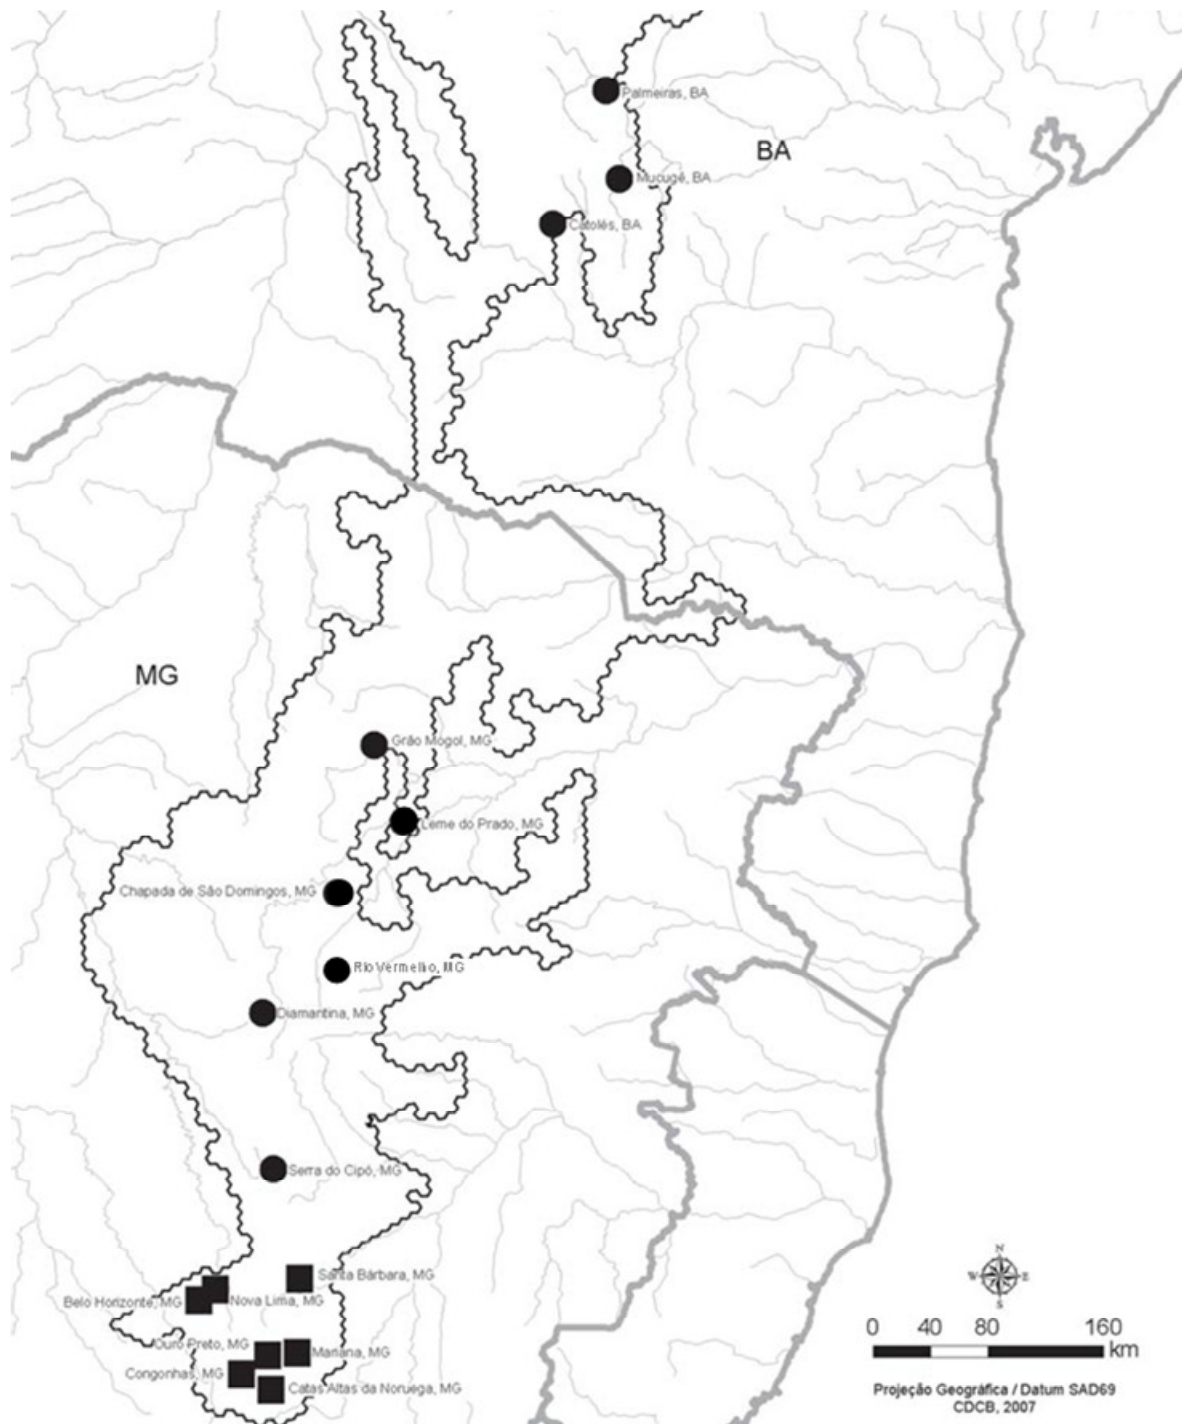 Palmeiras, BA
BA
Mucugê, BA
Catolés, BA
MG
Grão Mogol, MG
Leme do Prado, MG
Chapada de São Domingos, MG
Rio Vermelho, MG
Diamantina, MG
Serra do Cipó, MG
N
W E
S
Santa Bárbara, MG
Belo Horizonte, MG
Nova Lima, MG
Ouro Preto, MG
Mariana, MG
Congonhas, MG
Catas Altas da Noruega, MG
0 40 80 160
km
Projeção Geográfica / Datum SAD69
CDCB, 2007